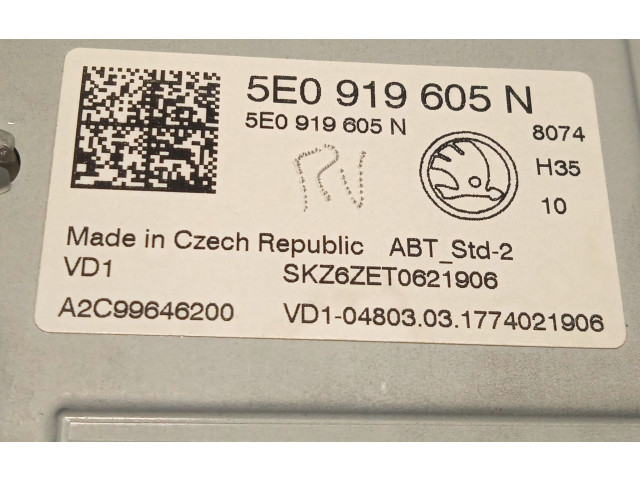 5E0 919 605 N
5E0 919 605 N
8074
RN
H35
10
Made in Czech Republic ABT_Std-2
VD1 SKZ6ZET0621906
A2C99646200 VD1-04803.03.1774021906